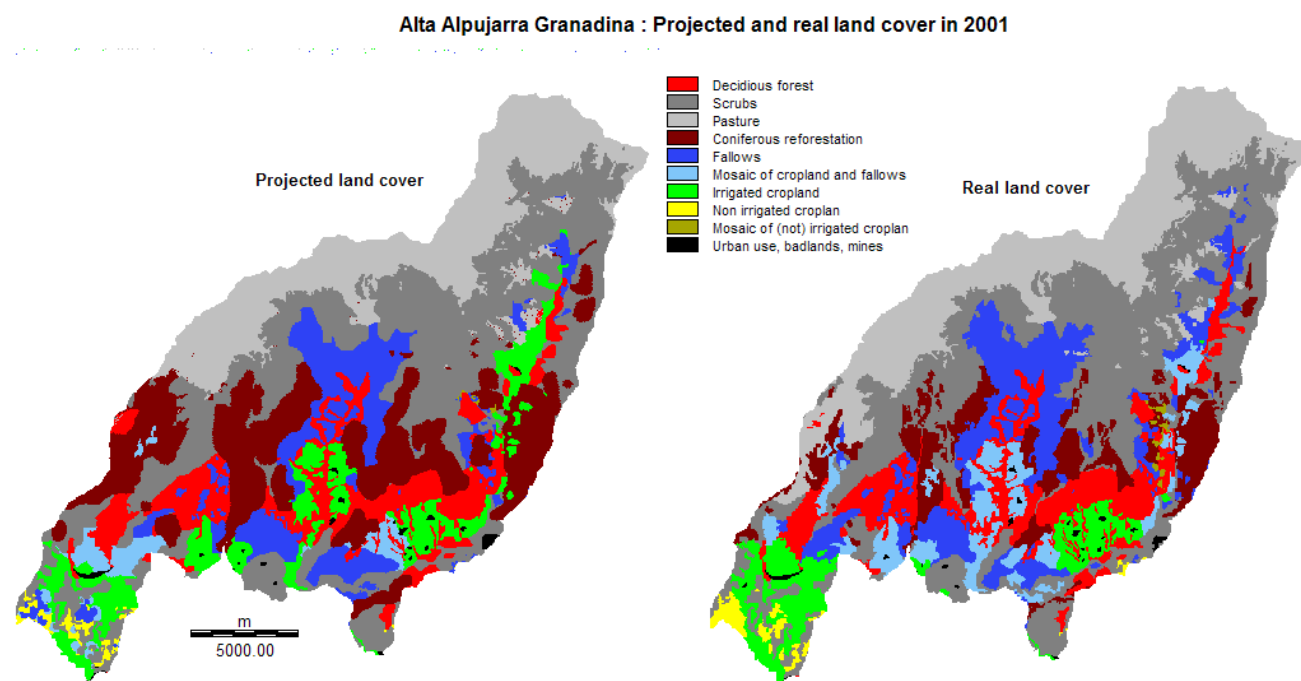 Alta Alpujarra Granadina : Projected and real land cover in 2001
Decidious forest
Scrubs
Pasture
Coniferous reforestation
Fallows
Mosaic of cropland and fallows
Irrigated cropland
Non irrigated croplan
Mosaic of (not) irrigated croplan
Urban use, badlands, mines
Projected land cover
Real land cover
m
5000.00